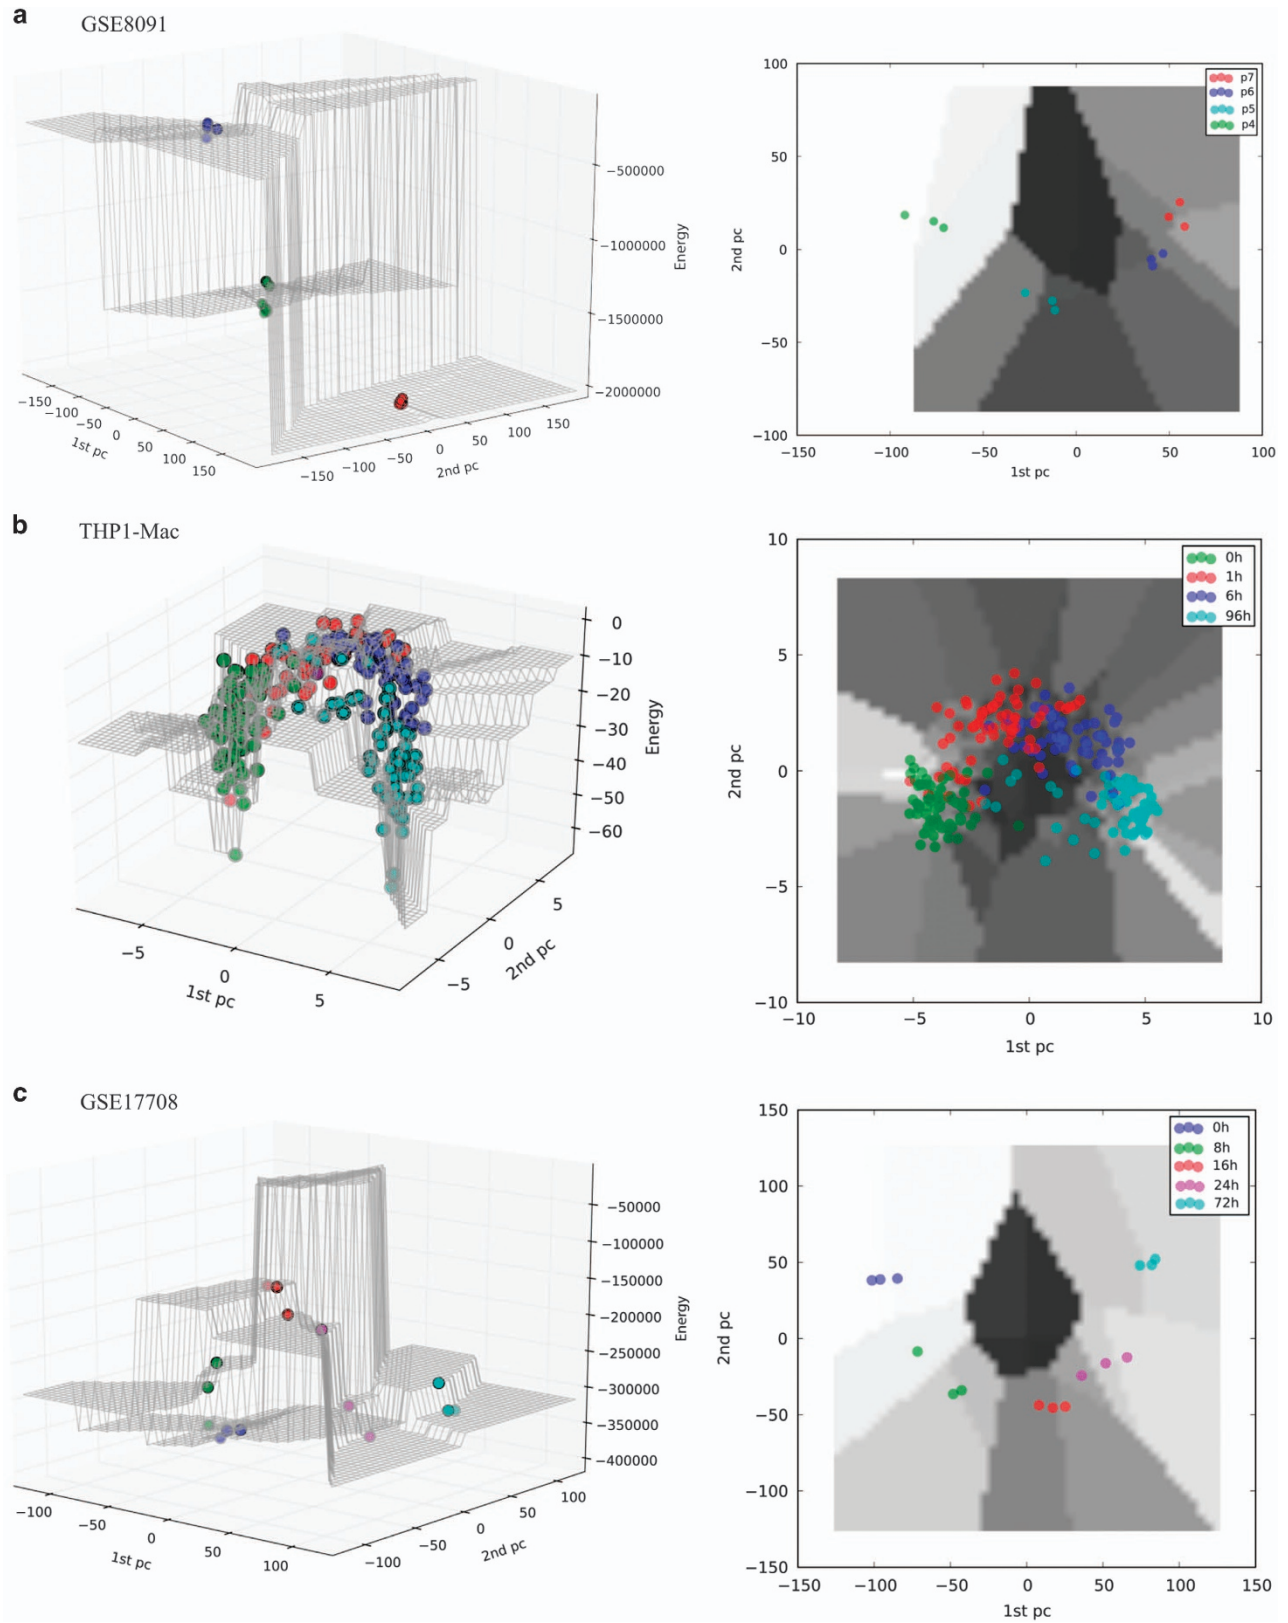 a
GSE8091
−500000
−1000000
−1500000
−2000000
Energy
−150
−100
−50
0
50
100
150
1st pc
−150
−100
−50
0
50
100
150
2nd pc
100
50
0
−50
−100
2nd pc
−150
−100
−50
0
50
100
1st pc
p7
p6
p5
p4
b
THP1-Mac
0
−10
−20
−30
−40
−50
−60
Energy
−5
0
5
1st pc
−5
0
5
2nd pc
10
5
0
−5
−10
2nd pc
−10
−5
0
5
10
1st pc
0h
1h
6h
96h
c
GSE17708
−50000
−100000
−150000
−200000
−250000
−300000
−350000
−400000
Energy
−100
−50
0
50
100
1st pc
−100
−50
0
50
100
2nd pc
150
100
50
0
−50
−100
−150
2nd pc
−150
−100
−50
0
50
100
150
1st pc
0h
8h
16h
24h
72h